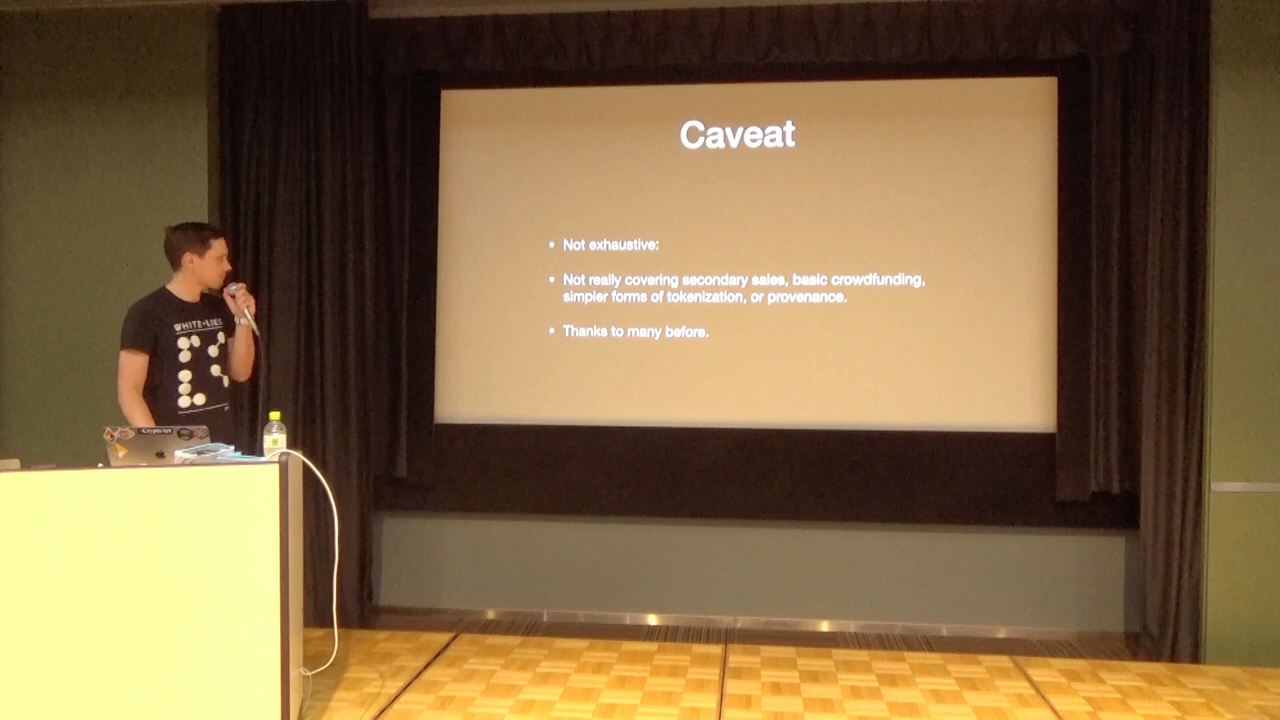 Caveat
• Not exhaustive:
• Not really covering secondary sales, basic crowdfunding,
simpler forms of tokenization, or provenance.
• Thanks to many before.
WHITE LIES